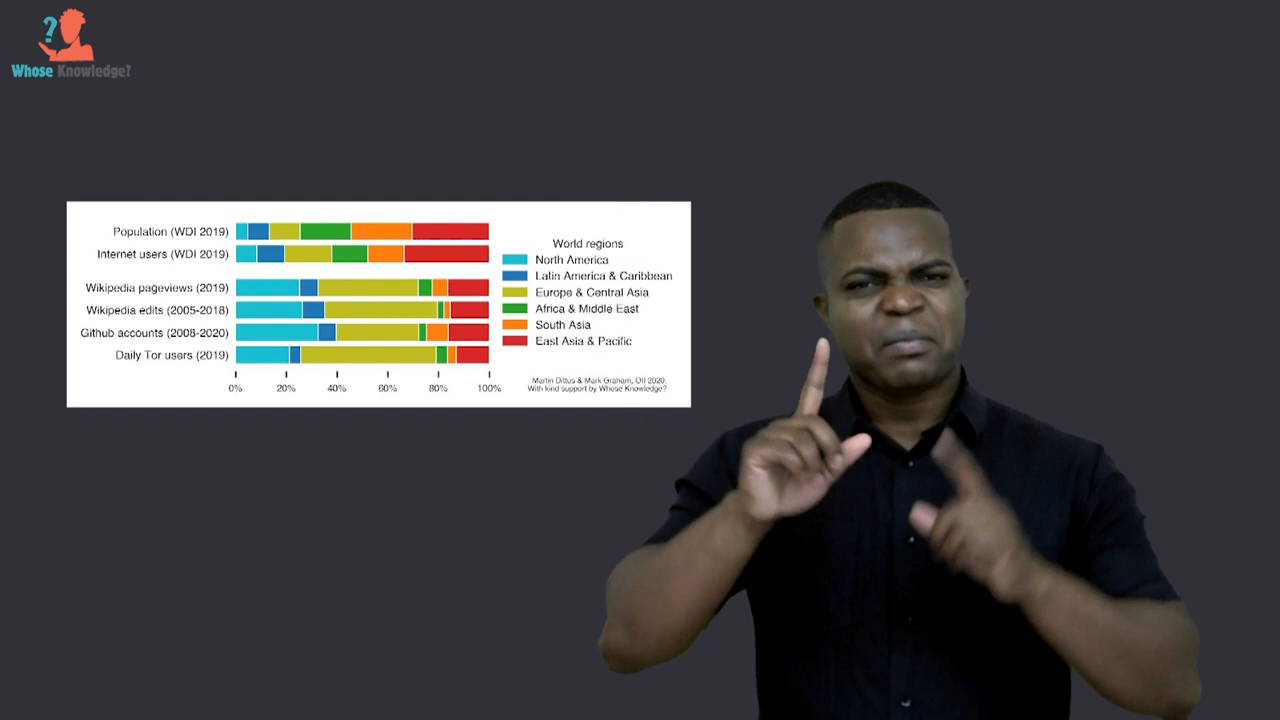 Whose Knowledge?
Population (WDI 2019)
Internet users (WDI 2019)
Wikipedia pageviews (2019)
Wikipedia edits (2005-2018)
Github accounts (2008-2020)
Daily Tor users (2019)
0% 20% 40% 60% 80% 100%
World regions
North America
Latin America & Caribbean
Europe & Central Asia
Africa & Middle East
South Asia
East Asia & Pacific
Martin Dittus & Mark Graham, OII 2020.
With kind support by Whose Knowledge?